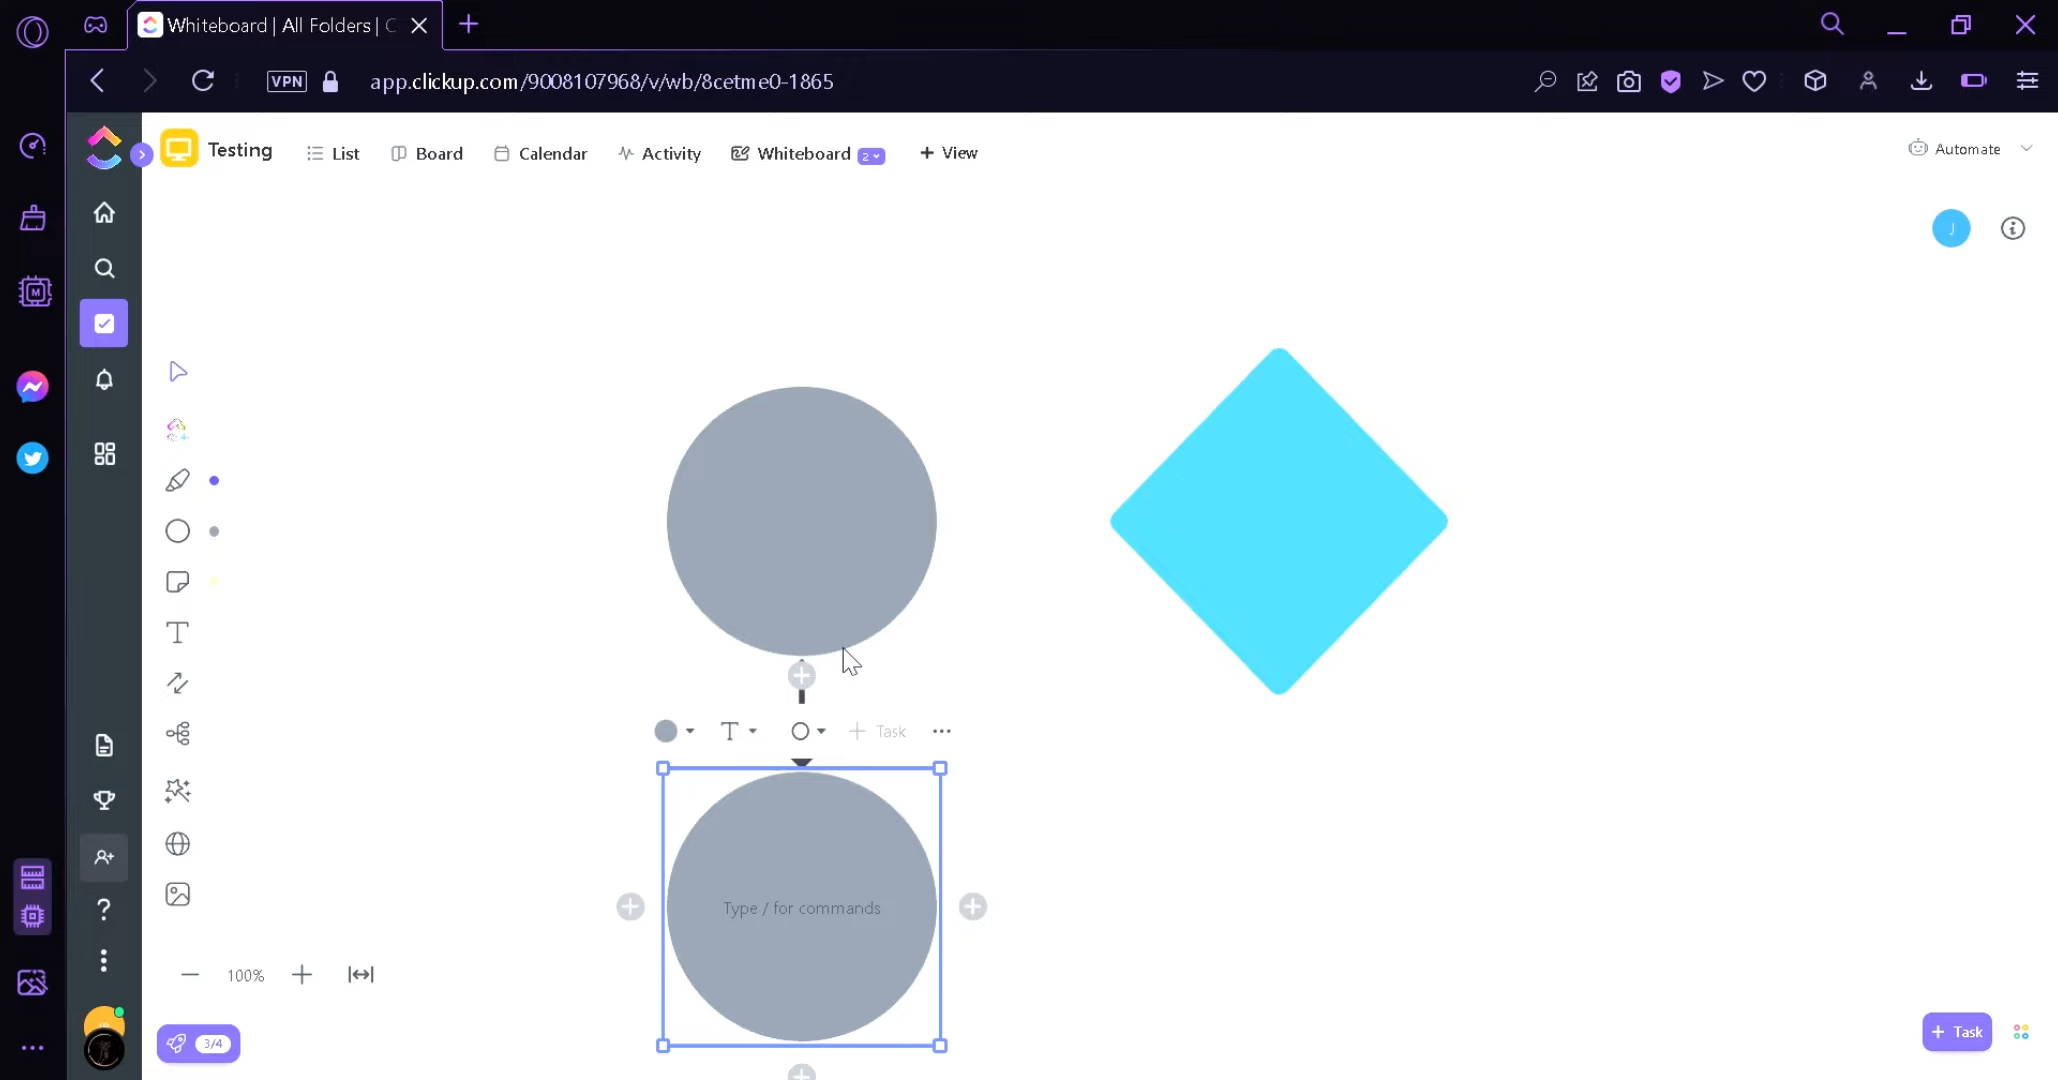 Whiteboard | All Folders | C
VPN
app.clickup.com/9008107968/v/wb/8cetme0-1865
Testing
List
Board
Calendar
Activity
Whiteboard 2
+ View
Automate
J
M
T
T
+ Task
Type / for commands
100%
3/4
+ Task